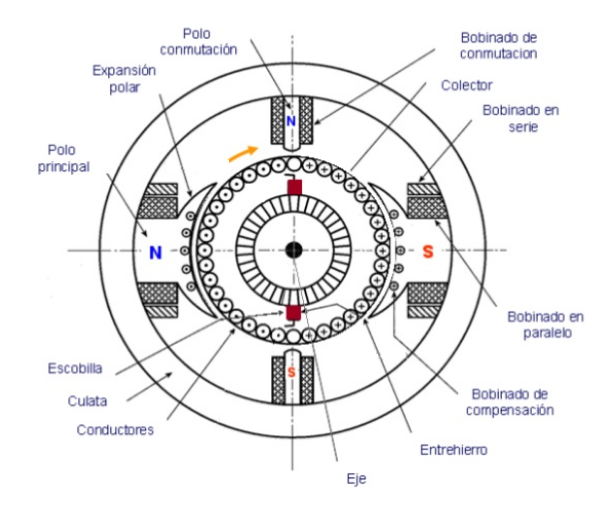 Polo
conmutación
Bobinado de
conmutacion
Expansión
polar
Colector
Bobinado en
serie
Polo
principal
N
N
S
S
Bobinado en
paralelo
Escobilla
Culata
Conductores
Bobinado de
compensación
Entrehierro
Eje